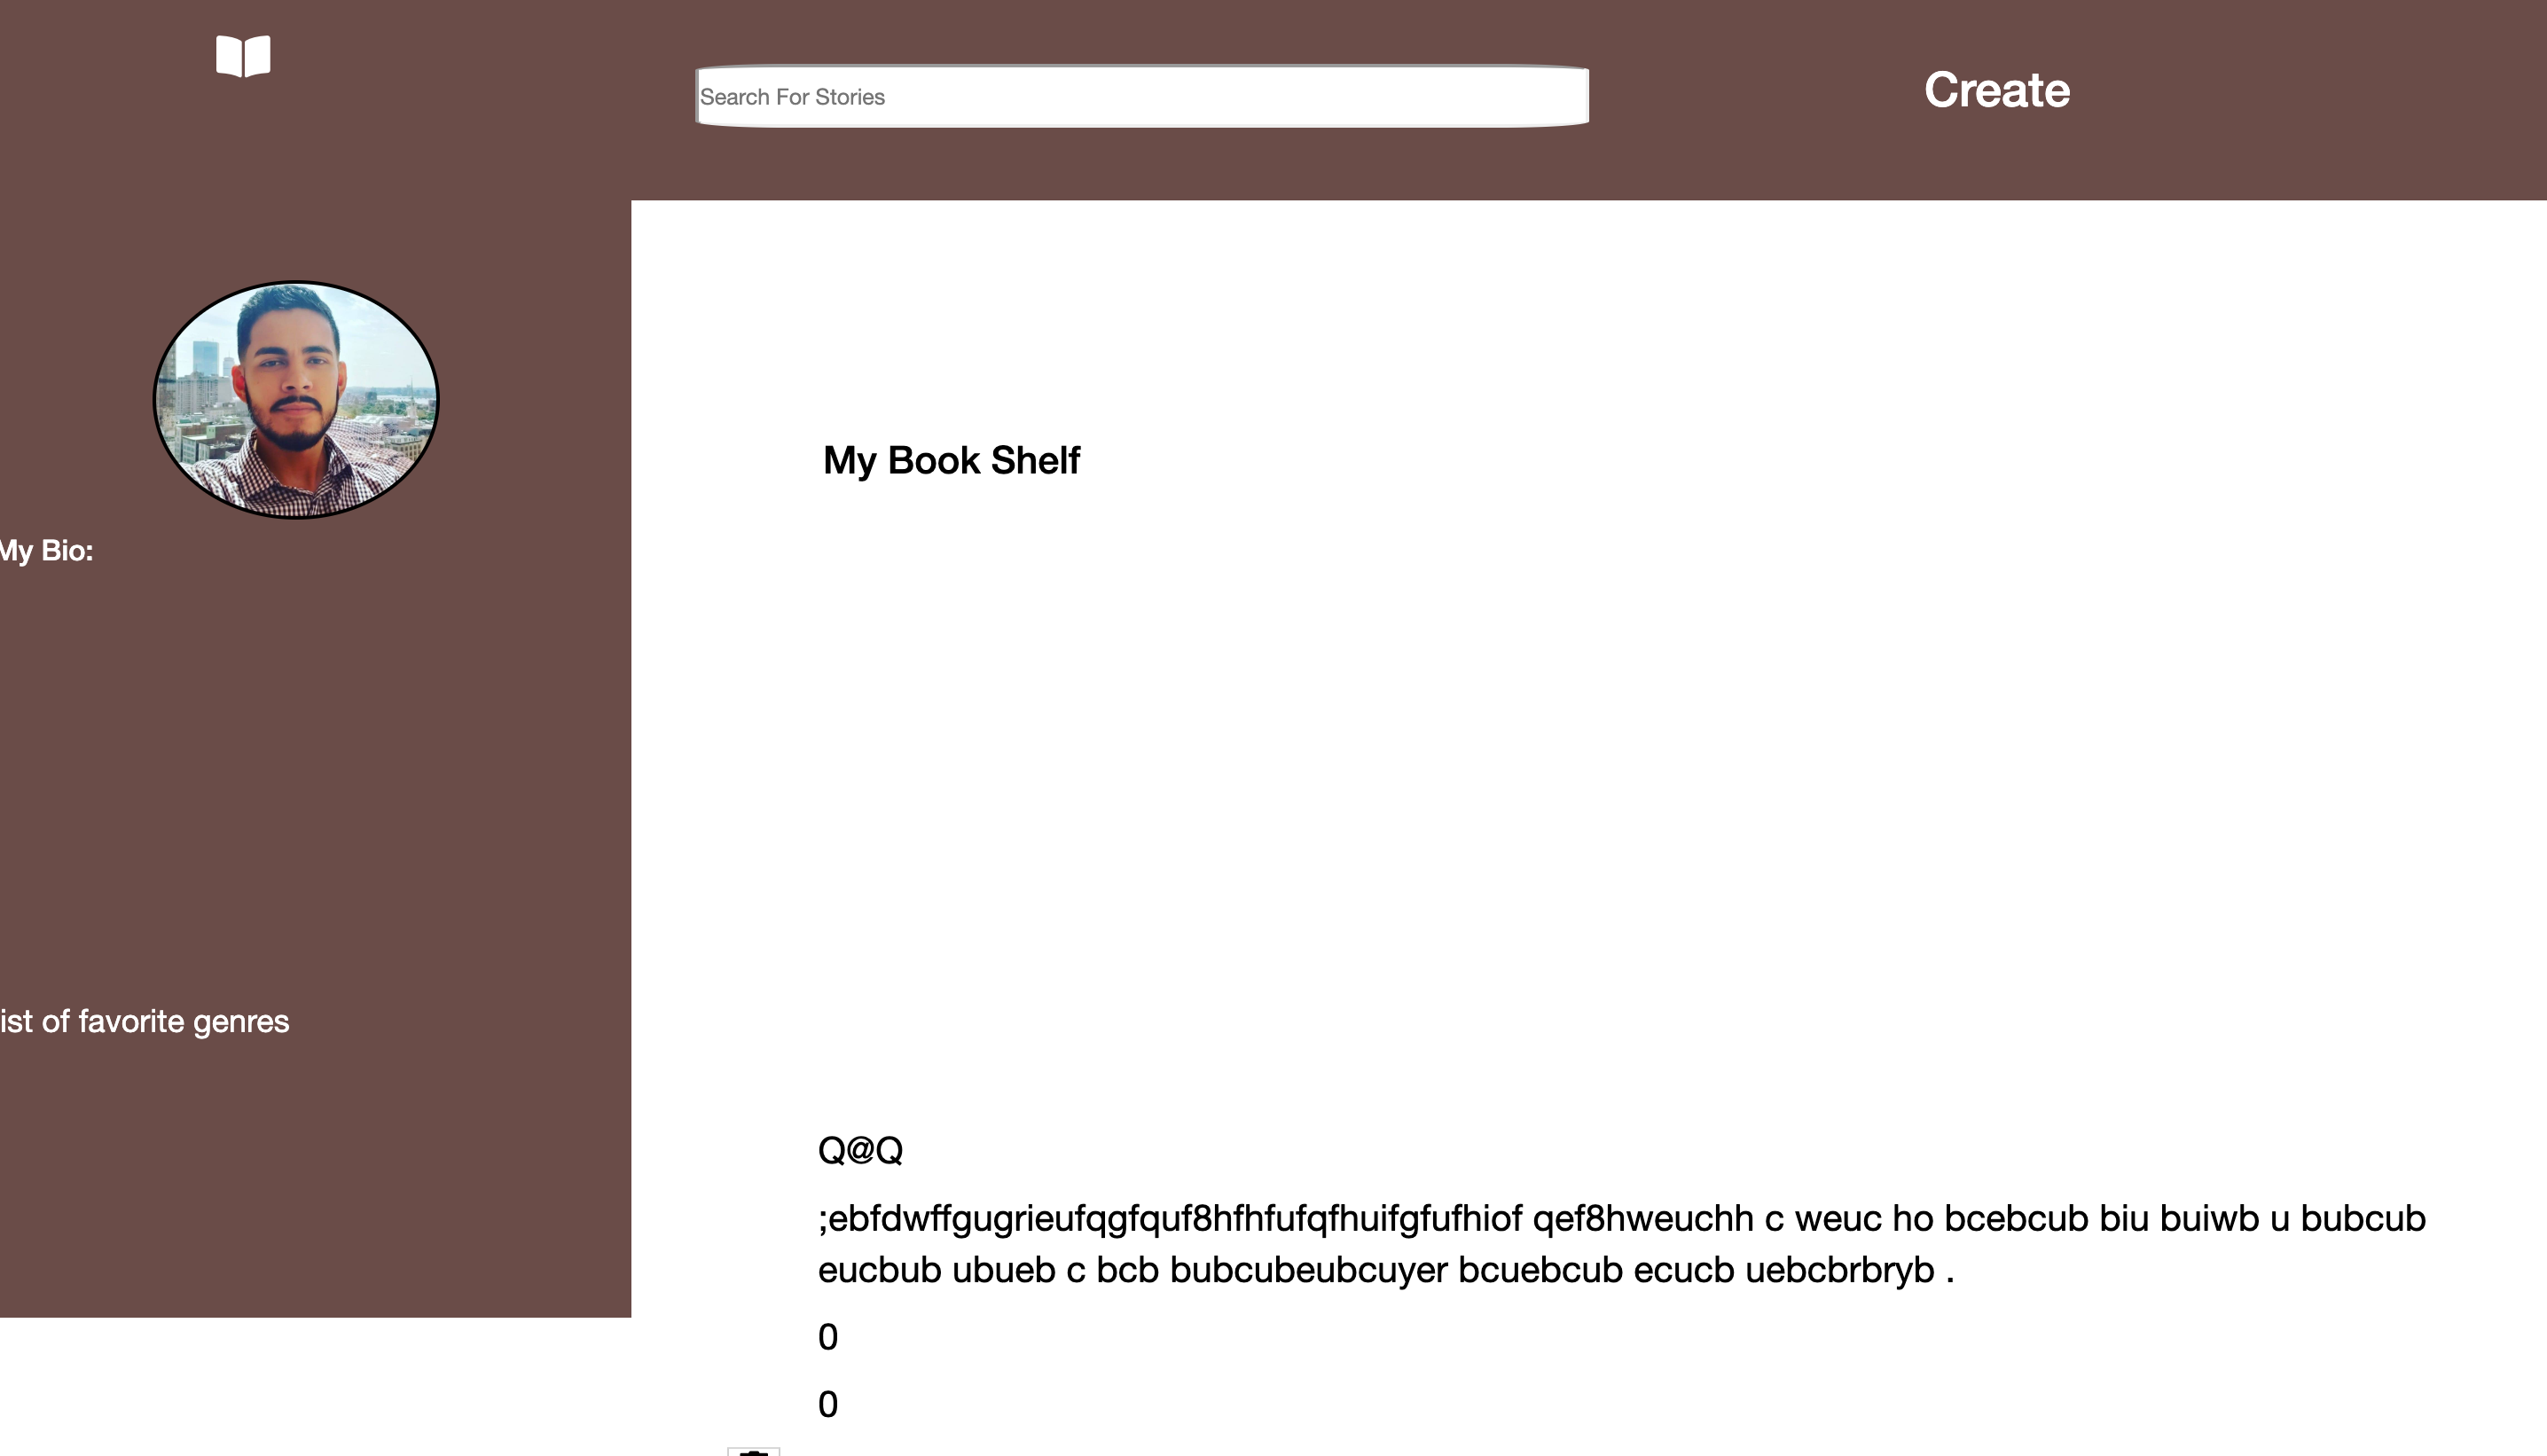 Search For Stories
Create
My Book Shelf
My Bio:
ist of favorite genres
Q@Q
;ebfdwffgugrieufqgfquf8hfhfufqfhuifgfufhiof qef8hweuchh c weuc ho bcebcub biu buiwb u bubcub
eucbub ubueb c bcb bubcubeubcuyer bcuebcub ecucb uebcbrbryb .
0
0